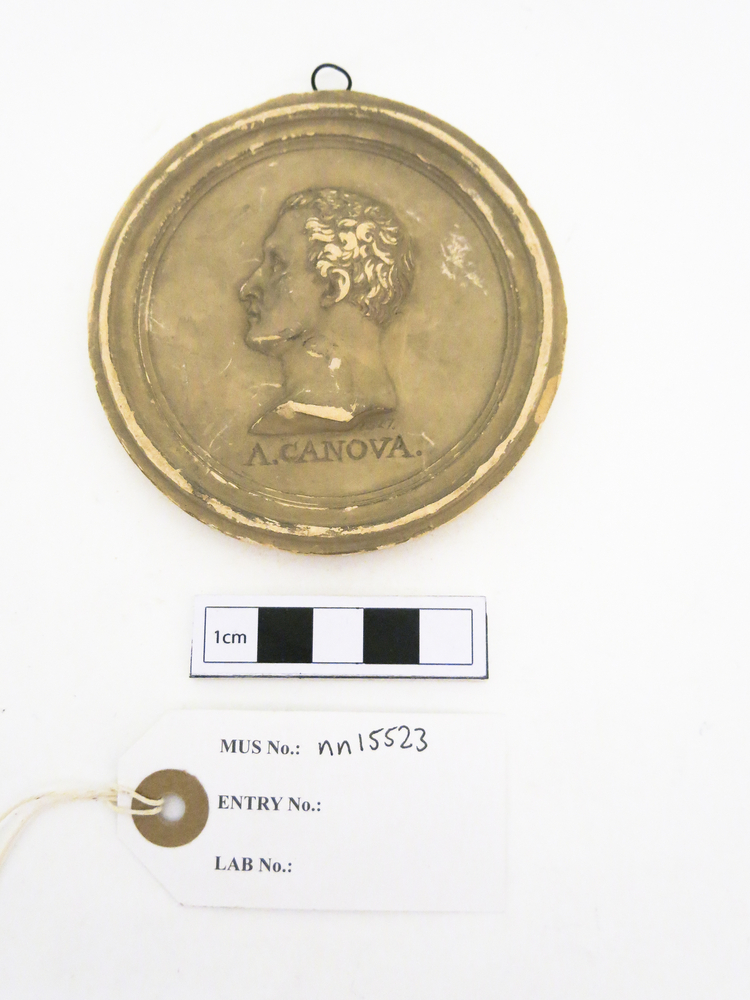 A.CANOVA.
1cm
MUS No.: nn15523
ENTRY No.:
LAB No.: